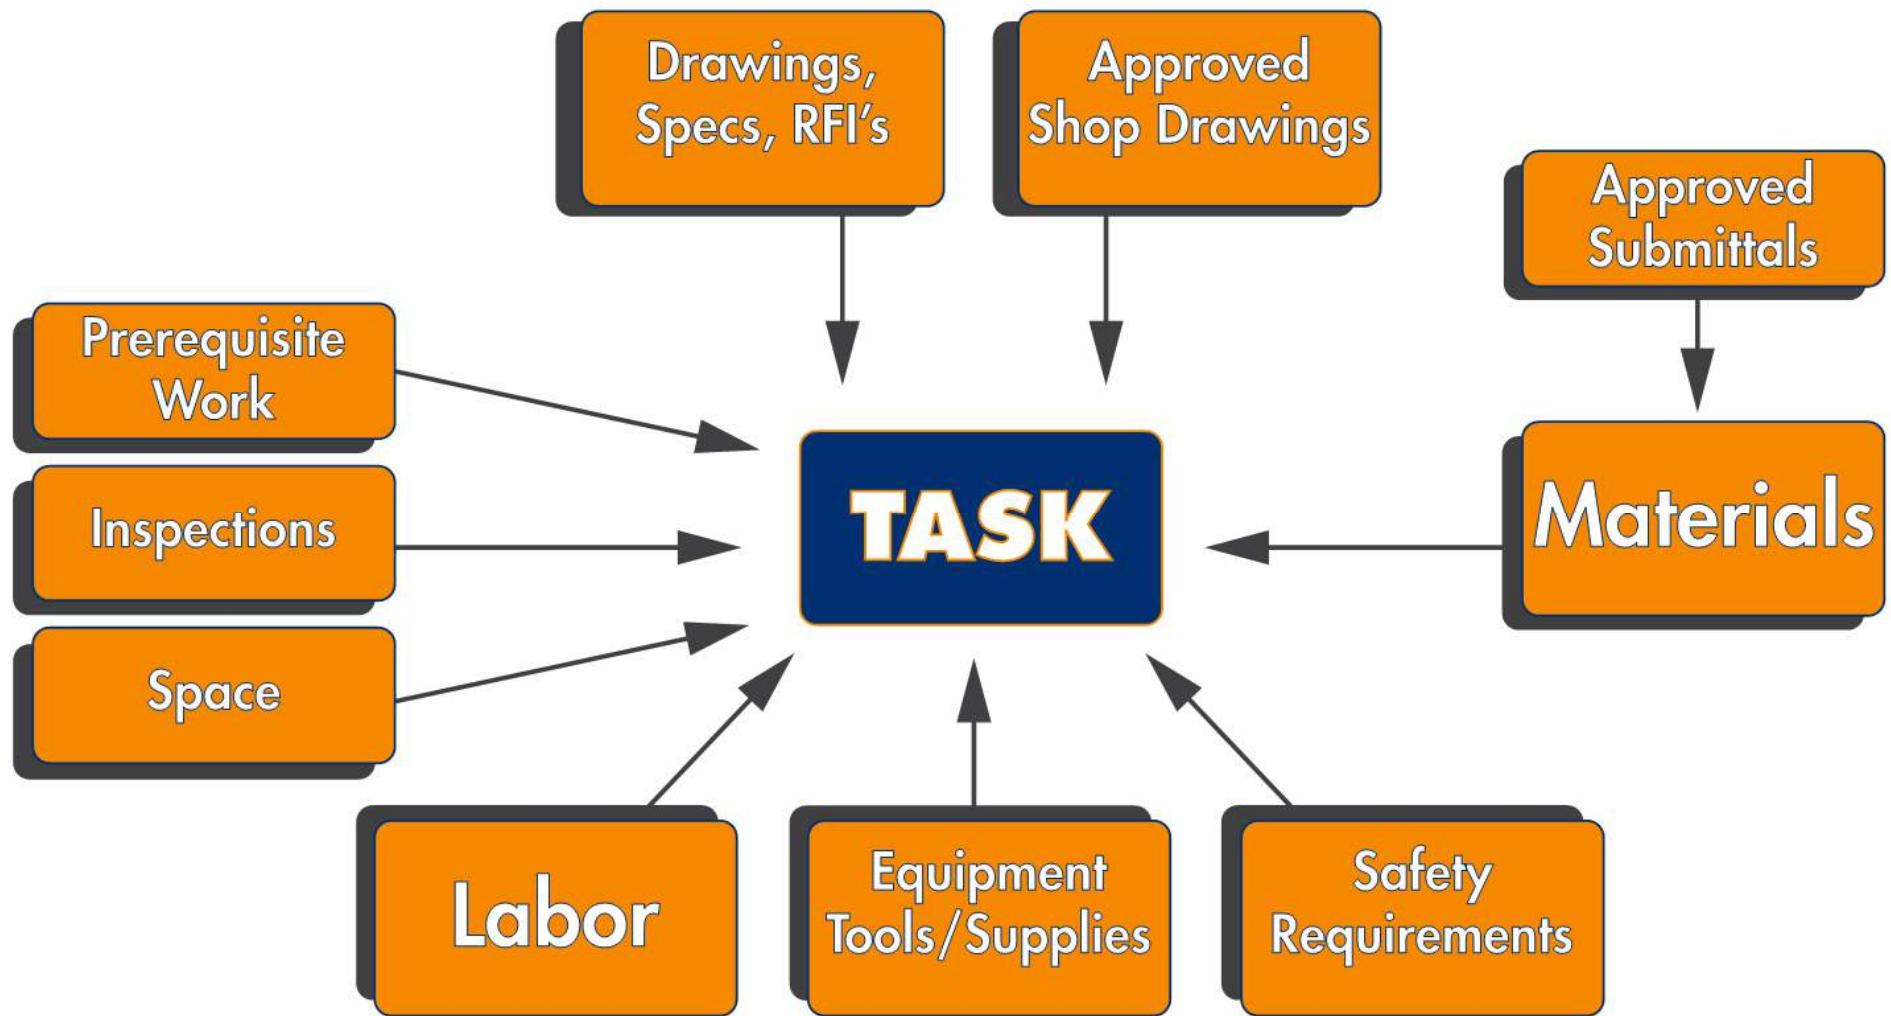 Drawings,
Specs, RFI’s
Approved
Shop Drawings
Approved
Submittals
Prerequisite
Work
Inspections
Space
TASK
Materials
Labor
Equipment
Tools/Supplies
Safety
Requirements